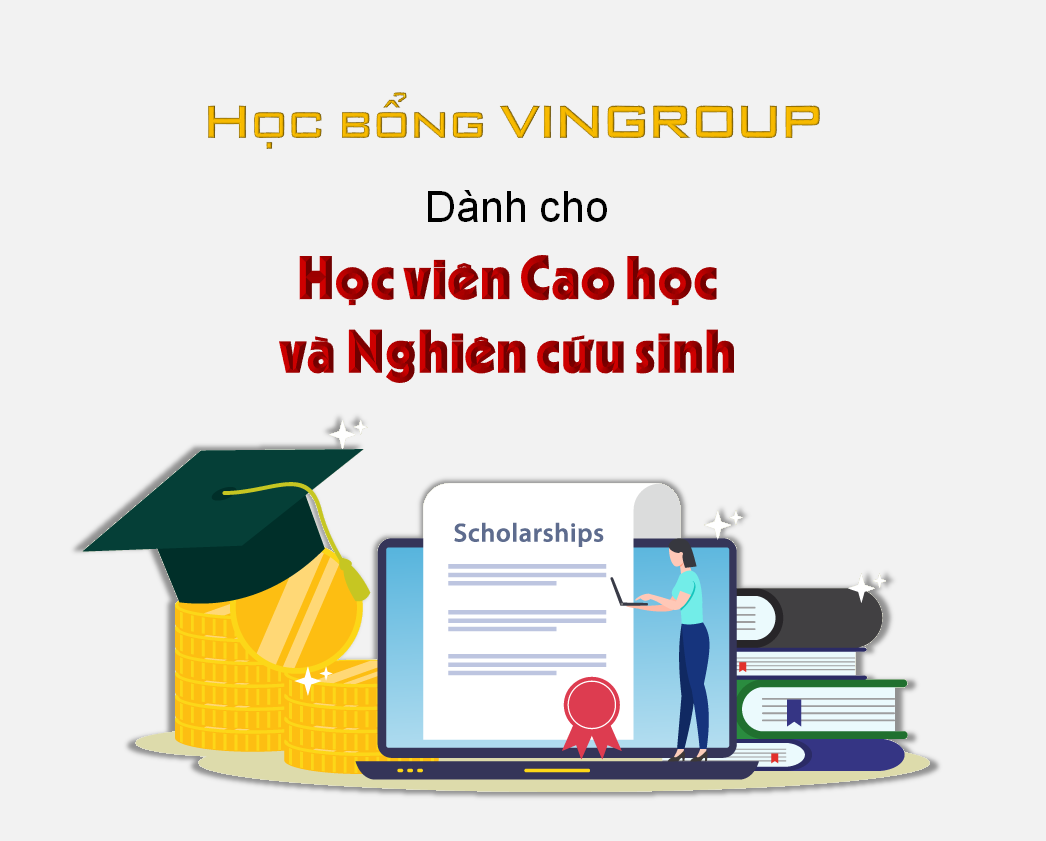 Học bổng VINGROUP
Dành cho
Học viên Cao học
và Nghiên cứu sinh
Scholarships